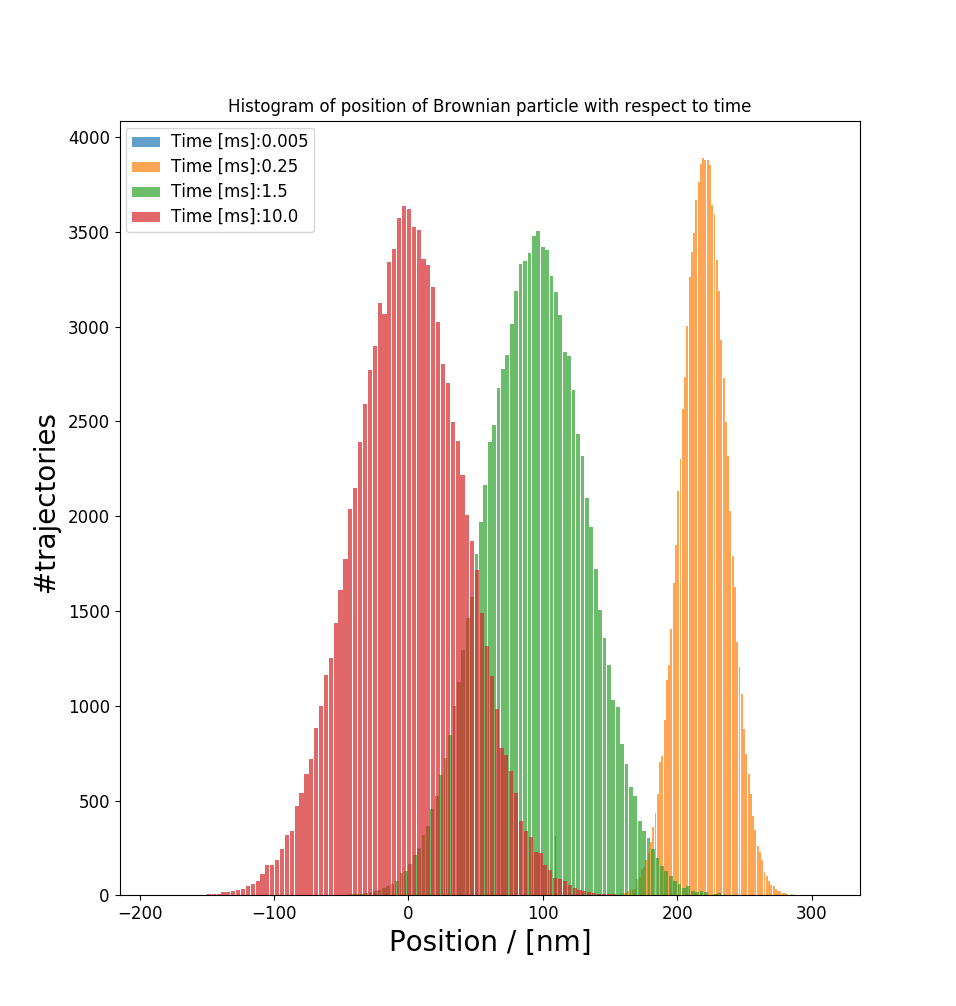 Histogram of position of Brownian particle with respect to time
Time [ms]:0.005
Time [ms]:0.25
Time [ms]:1.5
Time [ms]:10.0
4000
3500
3000
2500
2000
1500
1000
500
0
#trajectories
−200 −100 0 100 200 300
Position / [nm]